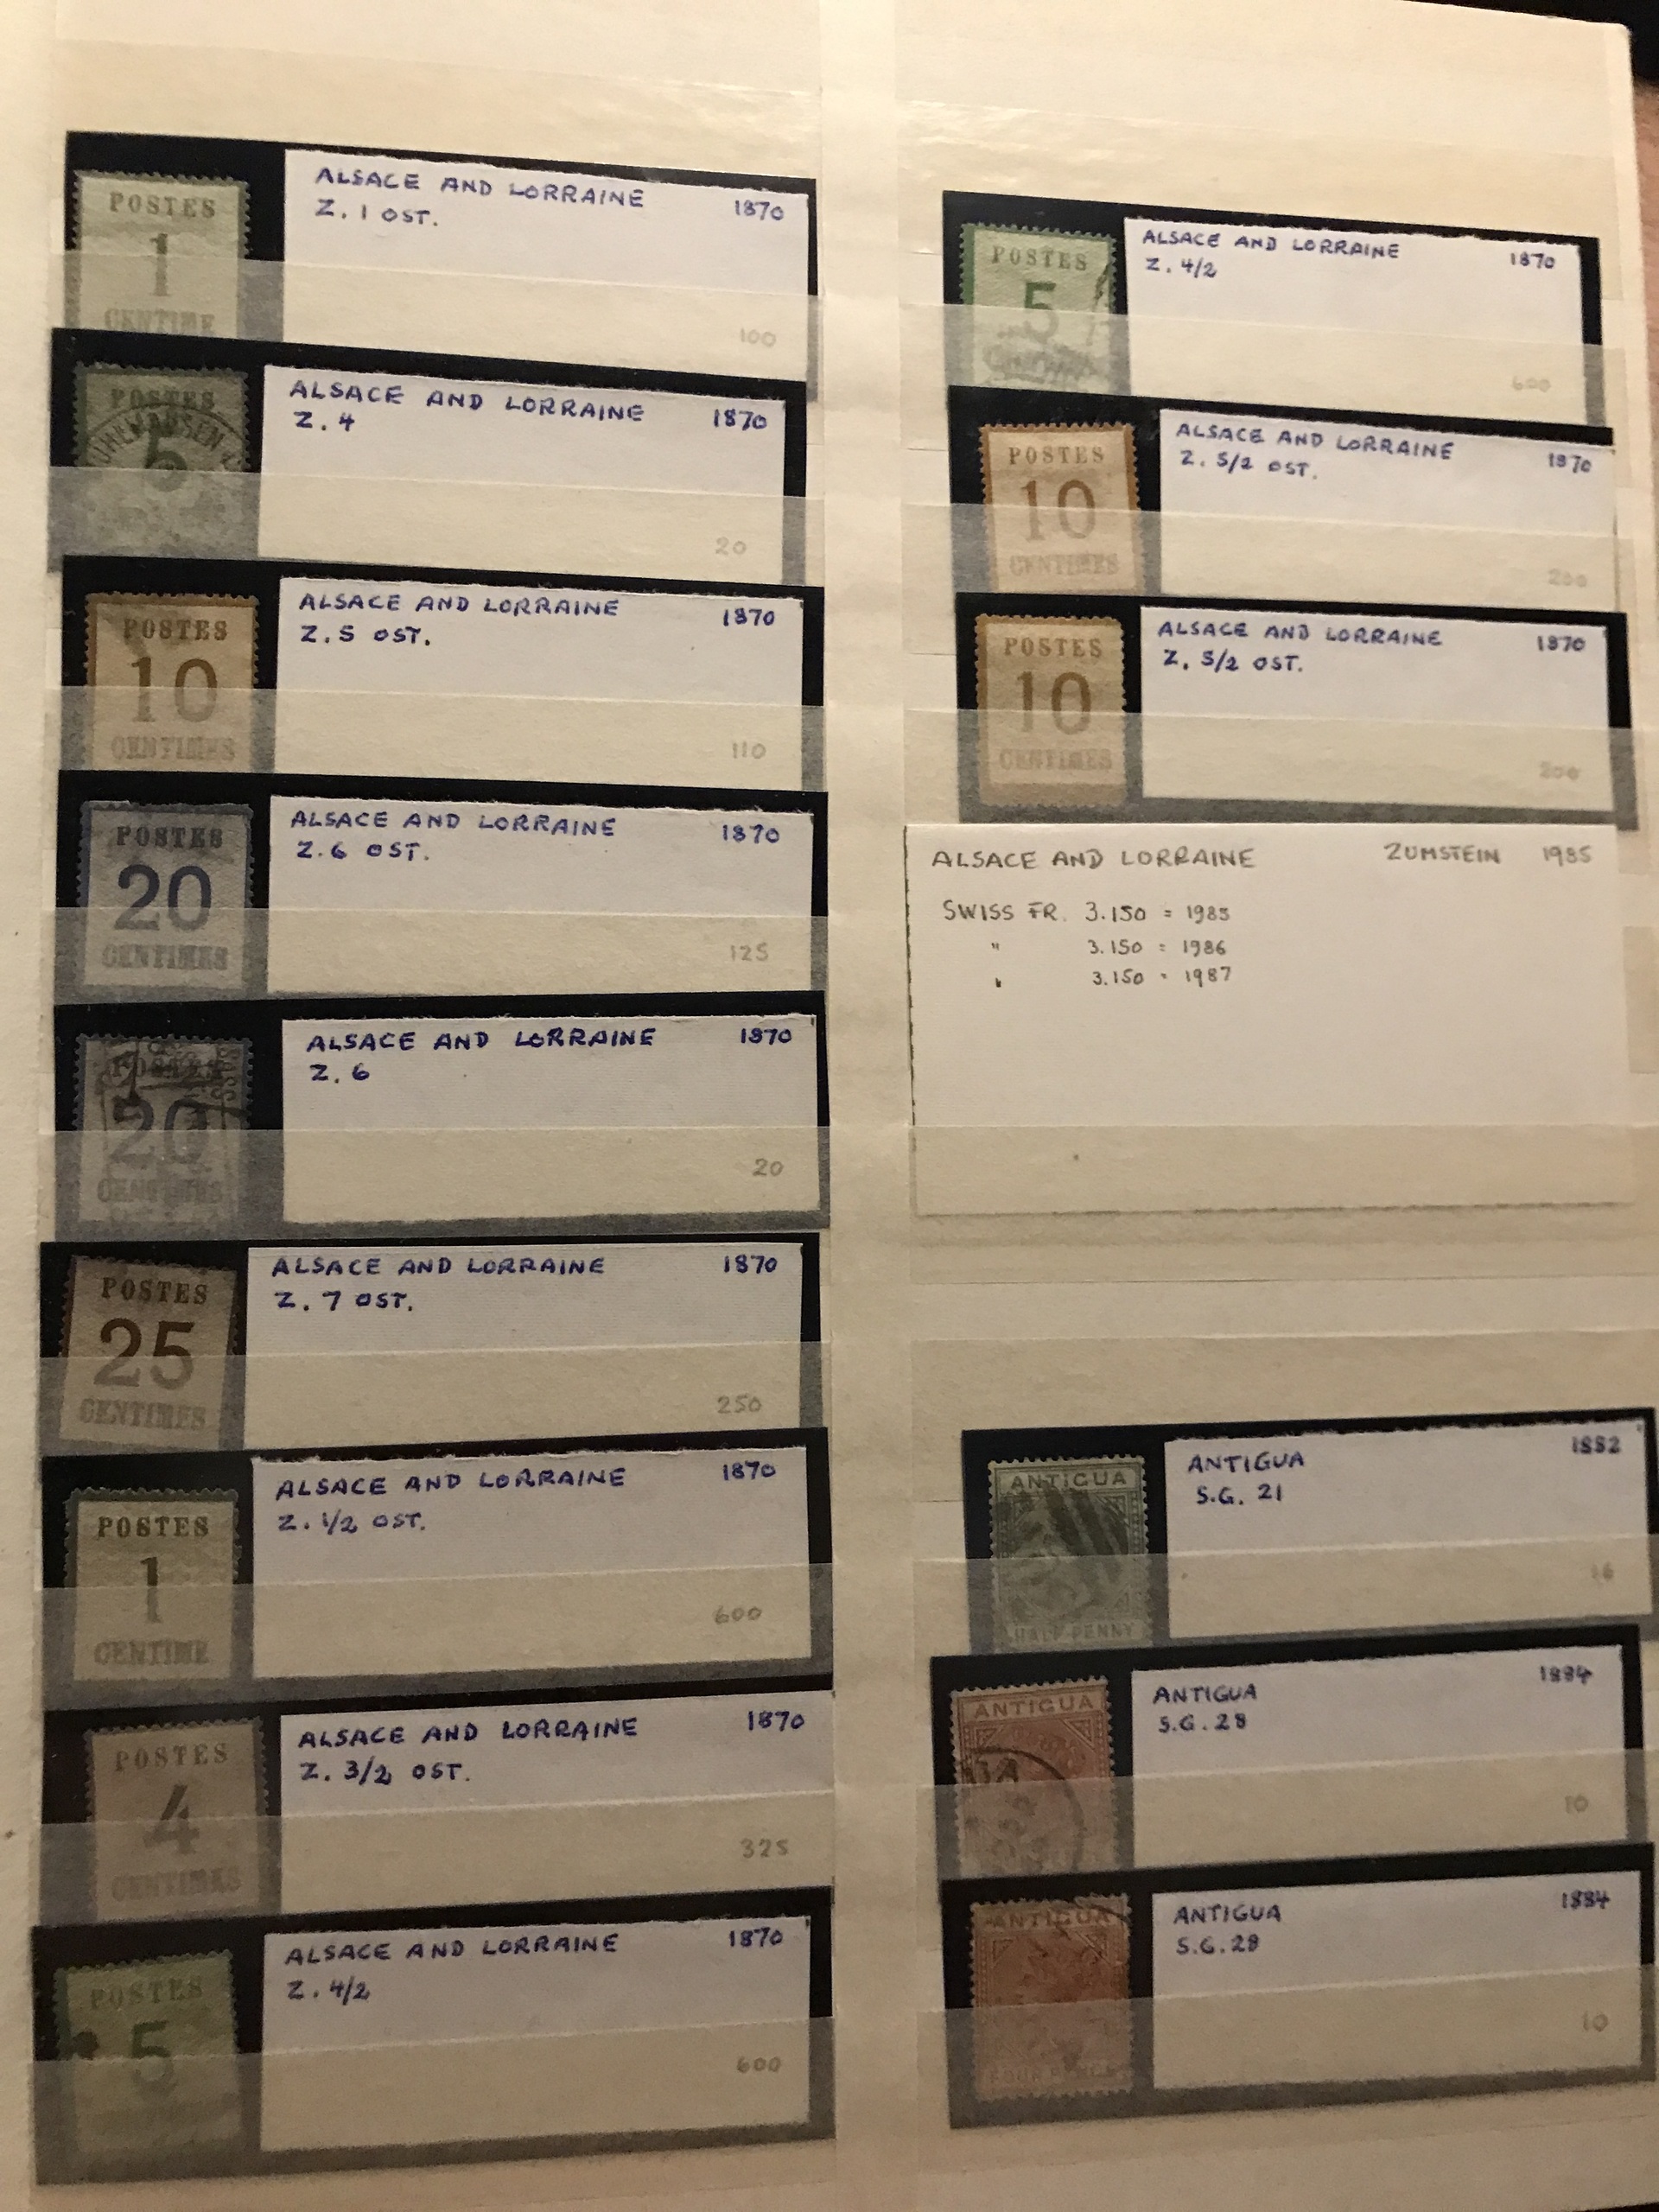 POSTES
1
CENTIME
ALSACE AND LORRAINE 1870
Z. 1 OST.
100
POSTES
5
ALSACE AND LORRAINE 1870
Z. 4
20
POSTES
10
CENTIMES
ALSACE AND LORRAINE 1870
Z. 5 OST.
110
POSTES
20
CENTIMES
ALSACE AND LORRAINE 1870
Z. 6 OST.
125
POSTES
20
CENTIMES
ALSACE AND LORRAINE 1870
Z. 6
20
POSTES
25
CENTIMES
ALSACE AND LORRAINE 1870
Z. 7 OST.
250
POSTES
1
CENTIME
ALSACE AND LORRAINE 1870
Z. 1/2 OST.
600
POSTES
4
CENTIMES
ALSACE AND LORRAINE 1870
Z. 3/2 OST.
325
POSTES
5
ALSACE AND LORRAINE 1870
Z. 4/2
600
POSTES
5
ALSACE AND LORRAINE 1870
Z. 4/2
600
POSTES
10
CENTIMES
ALSACE AND LORRAINE 1870
Z. 5/2 OST.
200
POSTES
10
CENTIMES
ALSACE AND LORRAINE 1870
Z. 5/2 OST.
200
ALSACE AND LORRAINE ZUMSTEIN 1985
SWISS FR. 3.150 = 1985
" 3.150 = 1986
" 3.150 = 1987
ANTIGUA
HALF-PENNY
ANTIGUA 1882
S.G. 21
16
ANTIGUA
ANTIGUA 1884
S.G. 28
10
ANTIGUA
FOUR PENCE
ANTIGUA 1884
S.G. 28
10